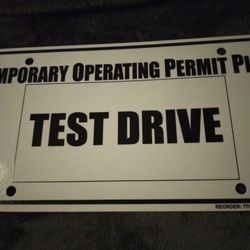 MPORARY OPERATING PERMIT P
TEST DRIVE
REORDER: